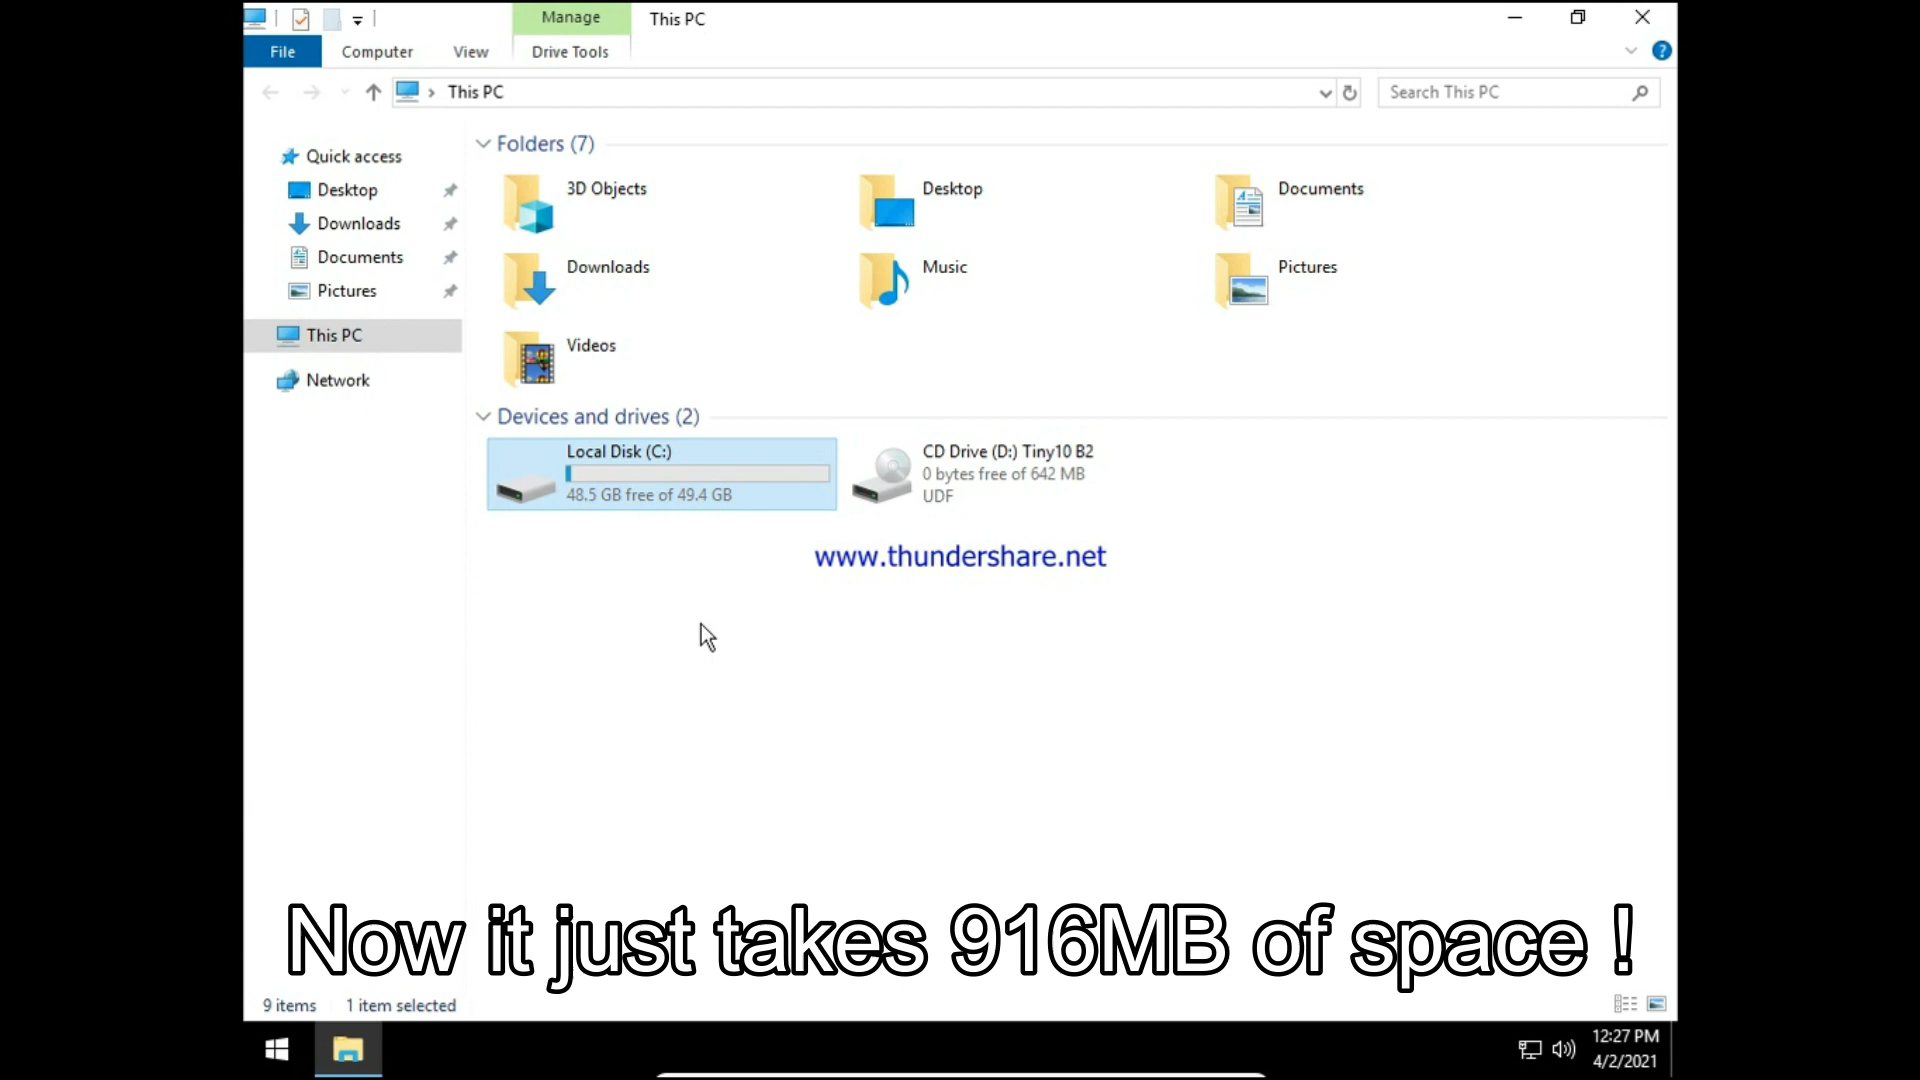 Manage
This PC
File
Computer
View
Drive Tools
This PC
Search This PC
Quick access
Desktop
Downloads
Documents
Pictures
This PC
Network
Folders (7)
3D Objects
Desktop
Documents
Downloads
Music
Pictures
Videos
Devices and drives (2)
Local Disk (C:)
48.5 GB free of 49.4 GB
CD Drive (D:) Tiny10 B2
0 bytes free of 642 MB
UDF
www.thundershare.net
Now it just takes 916MB of space !
9 items
1 item selected
12:27 PM
4/2/2021